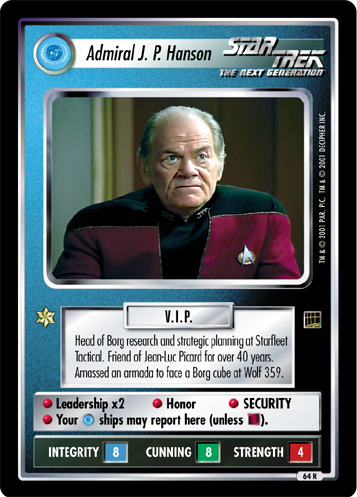 Admiral J. P. Hanson
STAR TREK
THE NEXT GENERATION
TM & © 2001 PAR. PIC. TM & © 2001 DECIPHER INC.
V.I.P.
Head of Borg research and strategic planning at Starfleet
Tactical. Friend of Jean-Luc Picard for over 40 years.
Amassed an armada to face a Borg cube at Wolf 359.
• Leadership x2 • Honor • SECURITY
• Your ships may report here (unless ).
INTEGRITY 8 CUNNING 8 STRENGTH 4
64 R